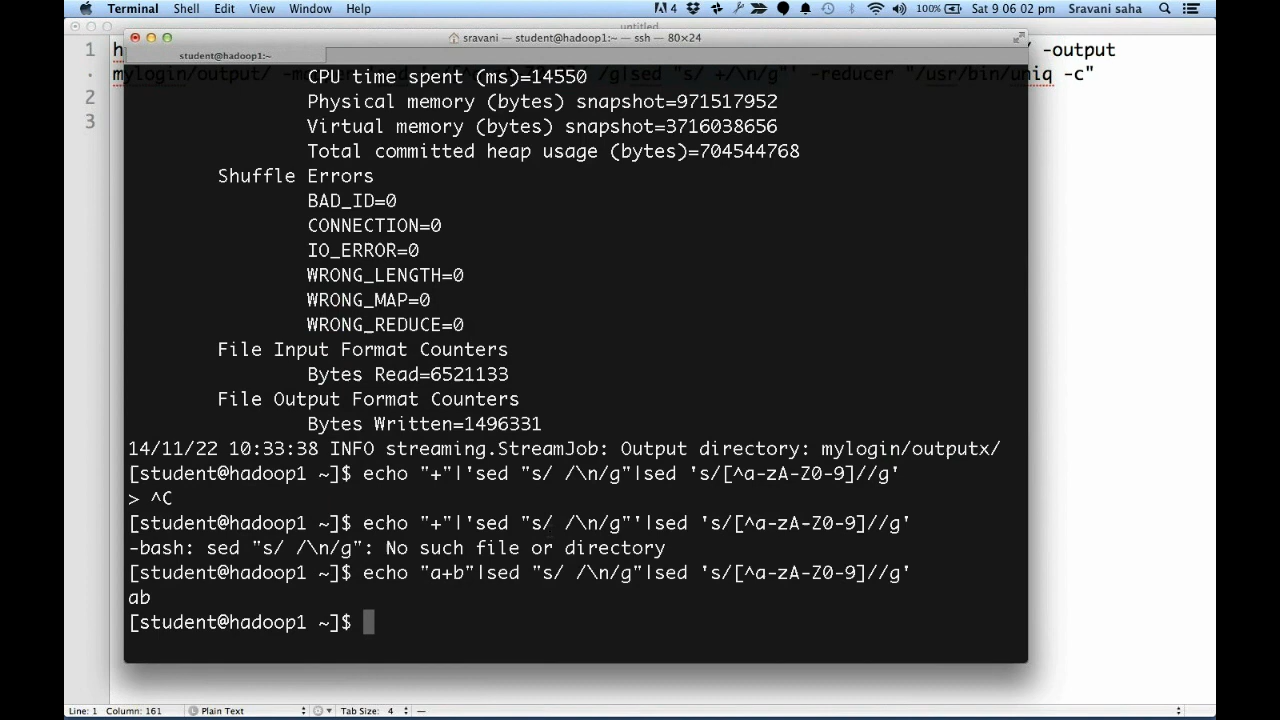 Terminal Shell Edit View Window Help 4 100% Sat 9 06 02 pm Sravani saha
untitled
sravani — student@hadoop1:~ — ssh — 80×24
student@hadoop1:~
1 h / -output
mylogin/output/ -m /g|sed "s/ +/\n/g"' -reducer "/usr/bin/uniq -c"
2
3
CPU time spent (ms)=14550
Physical memory (bytes) snapshot=971517952
Virtual memory (bytes) snapshot=3716038656
Total committed heap usage (bytes)=704544768
Shuffle Errors
BAD_ID=0
CONNECTION=0
IO_ERROR=0
WRONG_LENGTH=0
WRONG_MAP=0
WRONG_REDUCE=0
File Input Format Counters
Bytes Read=6521133
File Output Format Counters
Bytes Written=1496331
14/11/22 10:33:38 INFO streaming.StreamJob: Output directory: mylogin/outputx/
[student@hadoop1 ~]$ echo "+"|'sed "s/ /\n/g"|sed 's/[^a-zA-Z0-9]//g'
> ^C
[student@hadoop1 ~]$ echo "+"|'sed "s/ /\n/g"'|sed 's/[^a-zA-Z0-9]//g'
-bash: sed "s/ /\n/g": No such file or directory
[student@hadoop1 ~]$ echo "a+b"|sed "s/ /\n/g"|sed 's/[^a-zA-Z0-9]//g'
ab
[student@hadoop1 ~]$
Line: 1 Column: 161 Plain Text Tab Size: 4 —